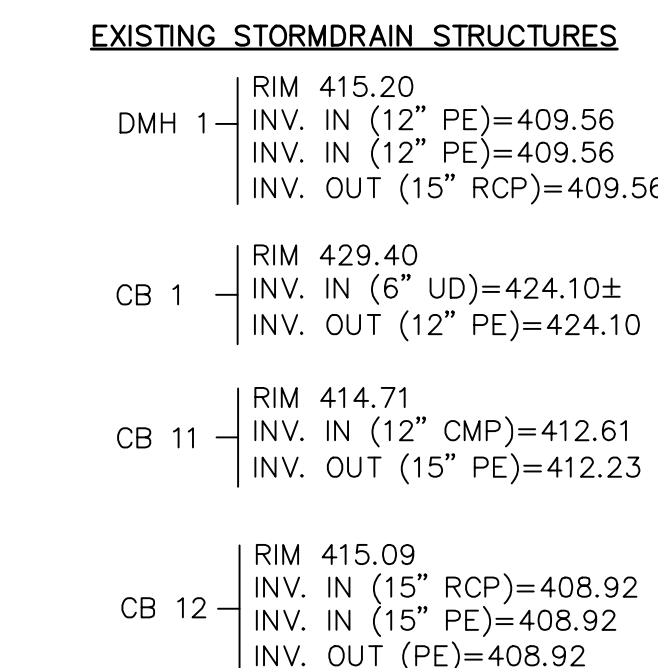 EXISTING STORMDRAIN STRUCTURES
DMH 1
RIM 415.20
INV. IN (12" PE)=409.56
INV. IN (12" PE)=409.56
INV. OUT (15" RCP)=409.56
CB 1
RIM 429.40
INV. IN (6" UD)=424.10±
INV. OUT (12" PE)=424.10
CB 11
RIM 414.71
INV. IN (12" CMP)=412.61
INV. OUT (15" PE)=412.23
CB 12
RIM 415.09
INV. IN (15" RCP)=408.92
INV. IN (15" PE)=408.92
INV. OUT (PE)=408.92